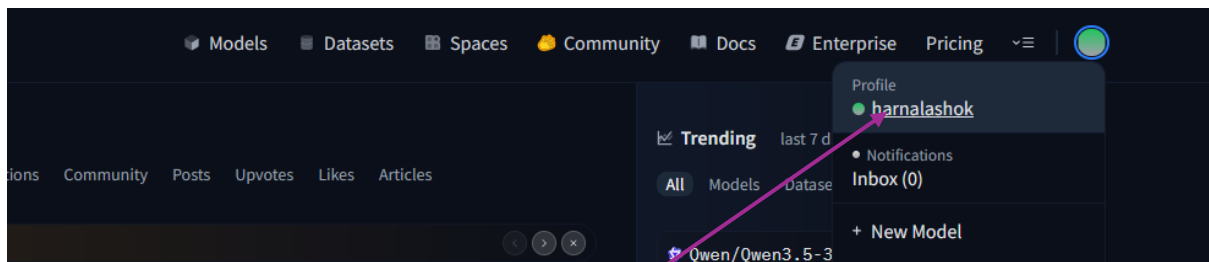 Models Datasets Spaces Community Docs Enterprise Pricing
Profile
harnalashok
Trending last 7 d
Notifications
tions Community Posts Upvotes Likes Articles
All Models Datase
Inbox (0)
+ New Model
Qwen/Qwen3.5-3